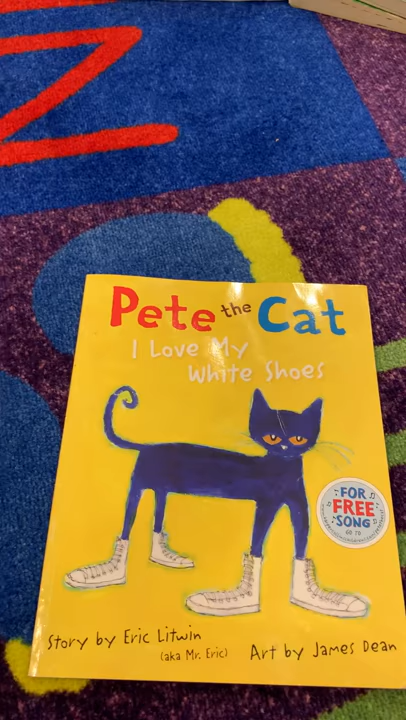 Pete the Cat
I Love My
White Shoes
FOR
FREE
SONG
GO TO
Story by Eric Litwin
(aka Mr. Eric)
Art by James Dean